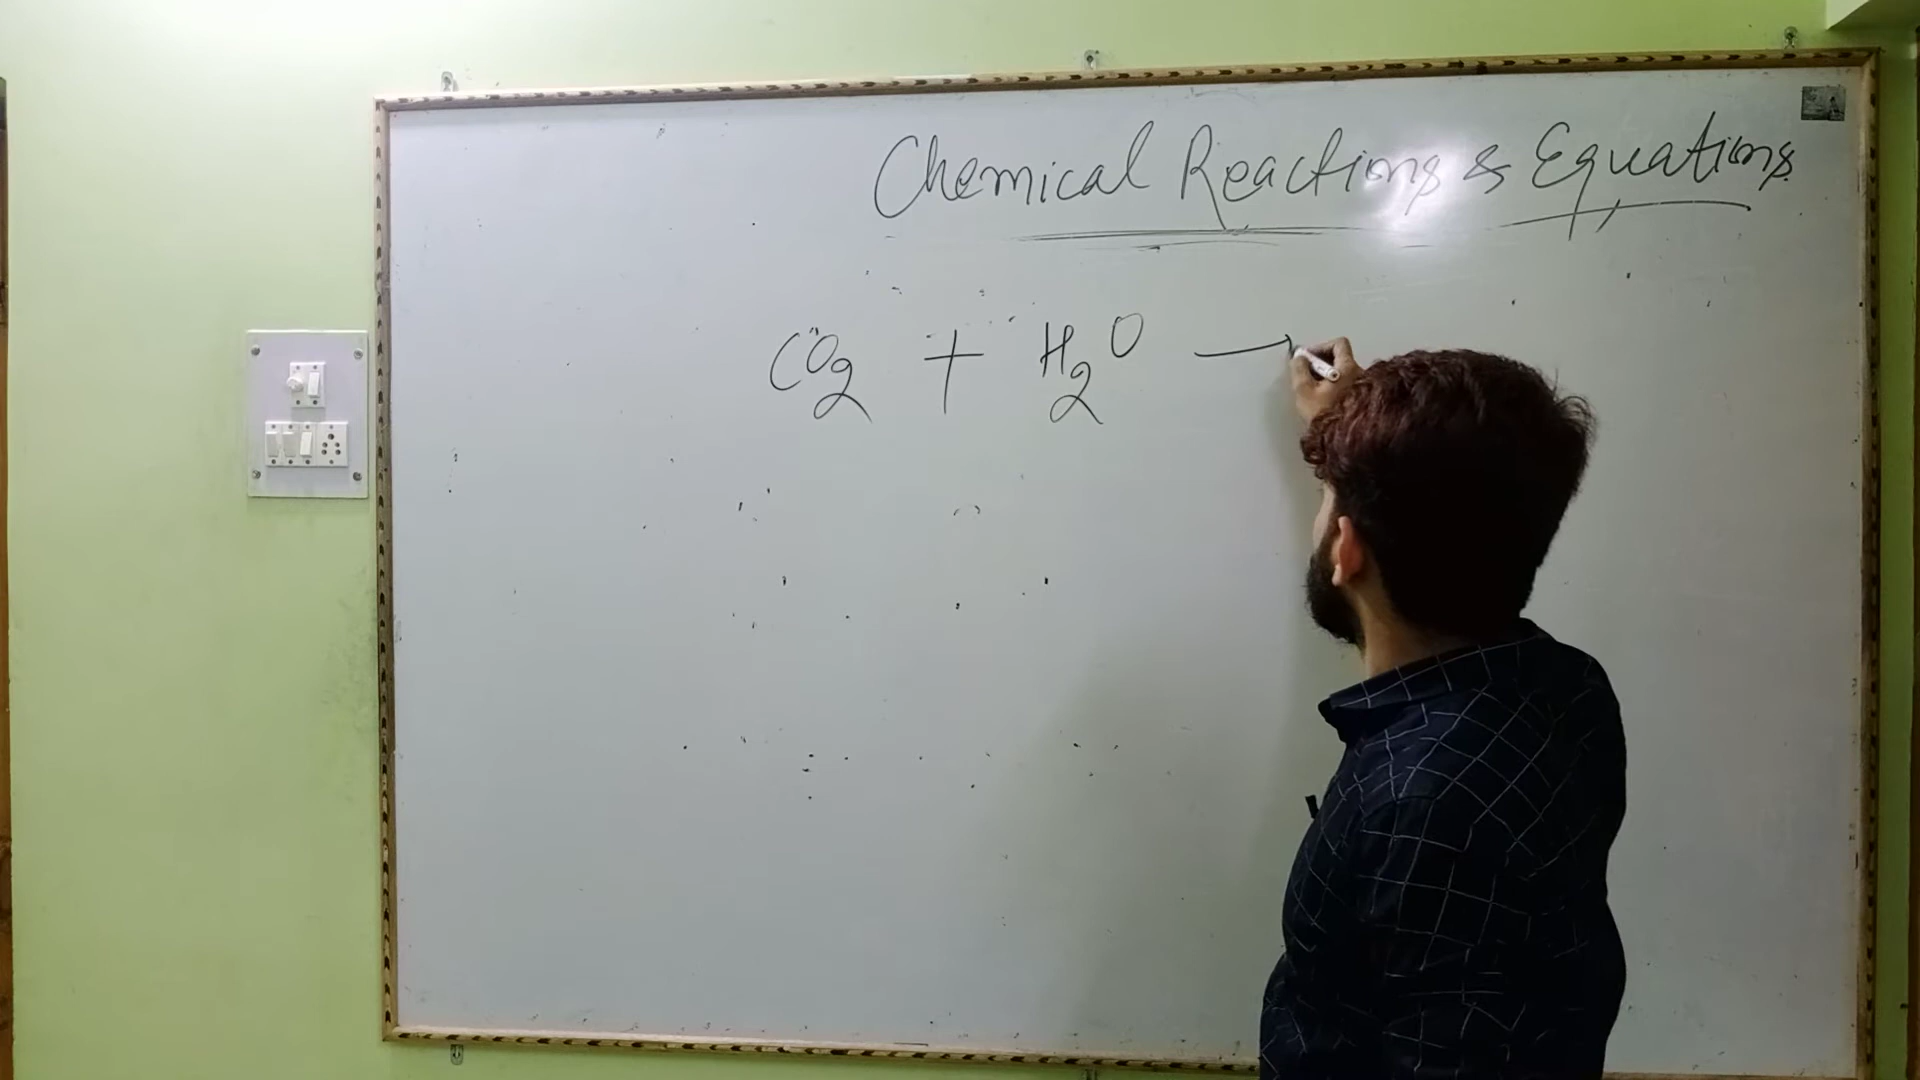 Chemical Reactions & Equations
CO₂ + H₂O →